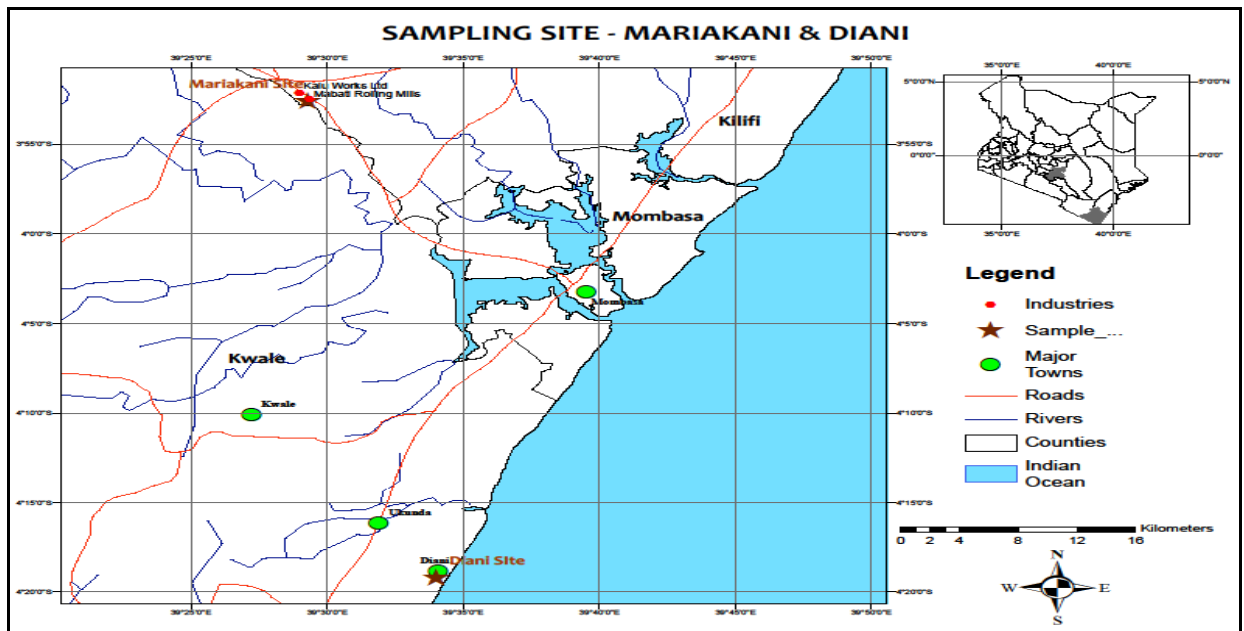 SAMPLING SITE - MARIAKANI & DIANI
39°25'0"E 39°30'0"E 39°35'0"E 39°40'0"E 39°45'0"E 39°50'0"E
Mariakani Site
Kalu Works Ltd
Mabati Rolling Mills
Kilifi
3°55'0"S 3°55'0"S
Mombasa
4°0'0"S 4°0'0"S
Mombasa
4°5'0"S 4°5'0"S
Kwale
Kwale
4°10'0"S 4°10'0"S
4°15'0"S 4°15'0"S
Ukunda
Diani
Diani Site
4°20'0"S 4°20'0"S
39°25'0"E 39°30'0"E 39°35'0"E 39°40'0"E 39°45'0"E 39°50'0"E
35°0'0"E 40°0'0"E
5°0'0"N 5°0'0"N
0°0'0" 0°0'0"
35°0'0"E 40°0'0"E
Legend
Industries
Sample_...
Major
Towns
Roads
Rivers
Counties
Indian
Ocean
Kilometers
0 2 4 8 12 16
N
W E
S